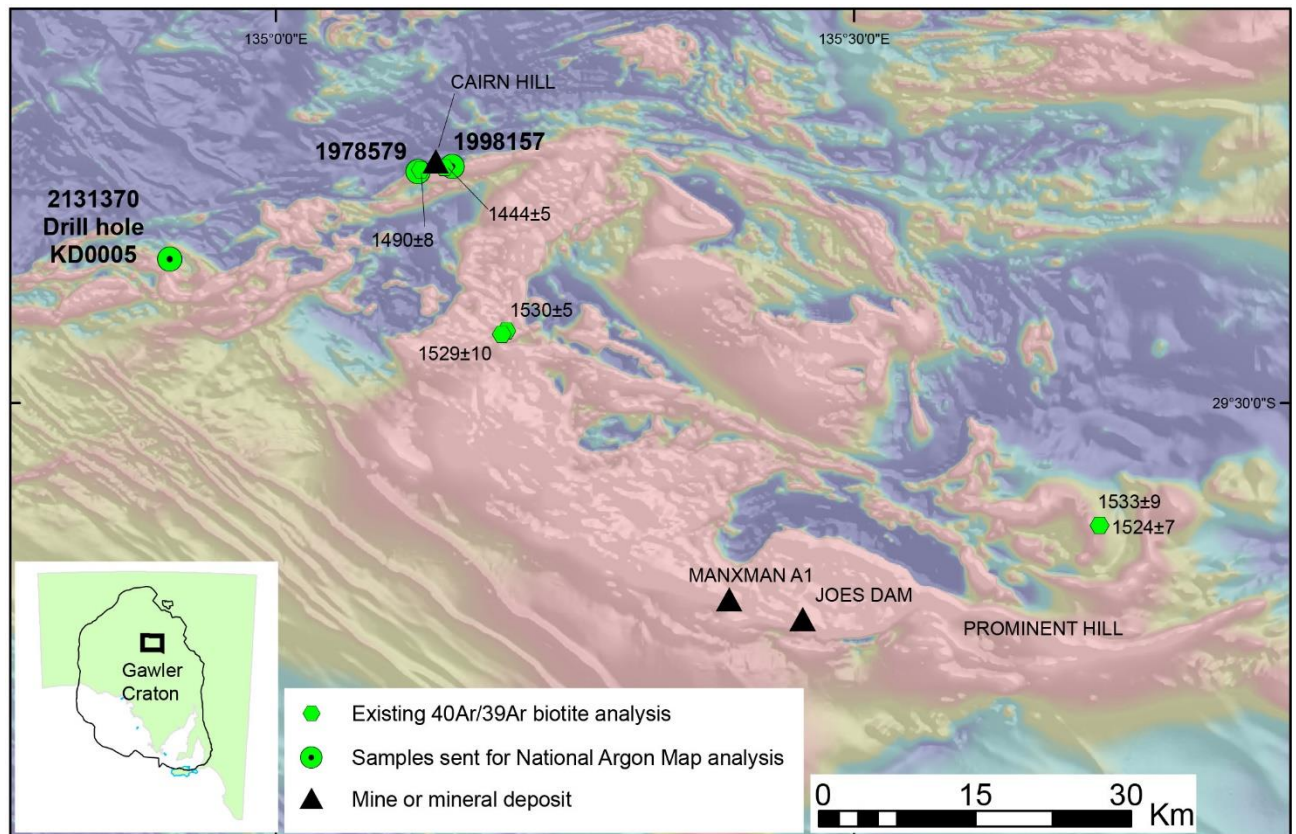 135°0'0"E
135°30'0"E
CAIRN HILL
1978579
1998157
2131370
Drill hole
KD0005
1444±5
1490±8
1530±5
1529±10
29°30'0"S
1533±9
1524±7
MANXMAN A1
JOES DAM
PROMINENT HILL
Gawler
Craton
Existing 40Ar/39Ar biotite analysis
Samples sent for National Argon Map analysis
Mine or mineral deposit
0 15 30
Km